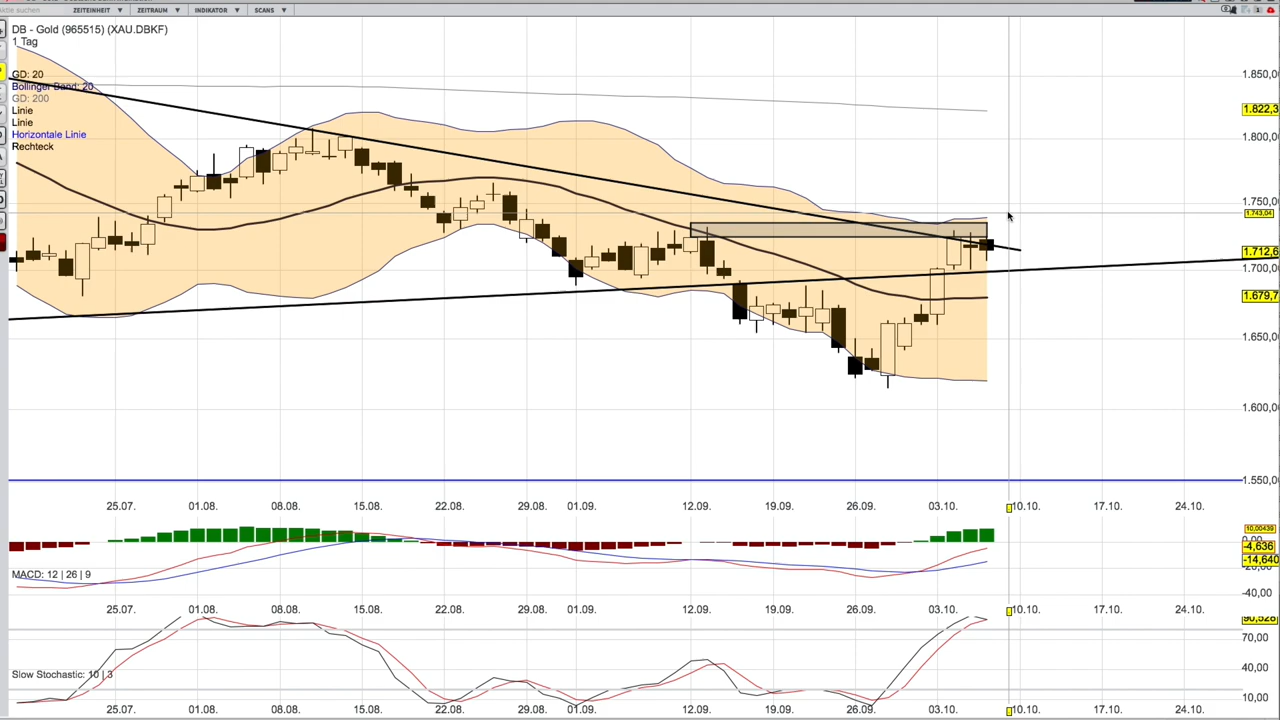 ZEITEINHEIT ▼ ZEITRAUM ▼ INDIKATOR ▼ SCANS ▼
DB - Gold (965515) (XAU.DBKF)
1 Tag
GD: 20
Bollinger Band: 20
GD: 200
Linie
Linie
Horizontale Linie
Rechteck
1.850,
1.822,3
1.800,
1.750,
1.743,04
1.712,6
1.700,
1.679,7
1.650,
1.600,
1.550,
25.07. 01.08. 08.08. 15.08. 22.08. 29.08. 01.09. 12.09. 19.09. 26.09. 03.10. 10.10. 17.10. 24.10.
10,00439
0,00
-4,636
-14,640
-20,00
-40,00
MACD: 12 | 26 | 9
25.07. 01.08. 08.08. 15.08. 22.08. 29.08. 01.09. 12.09. 19.09. 26.09. 03.10. 10.10. 17.10. 24.10.
90,528
70,00
40,00
10,00
Slow Stochastic: 10 | 3
25.07. 01.08. 08.08. 15.08. 22.08. 29.08. 01.09. 12.09. 19.09. 26.09. 03.10. 10.10. 17.10. 24.10.